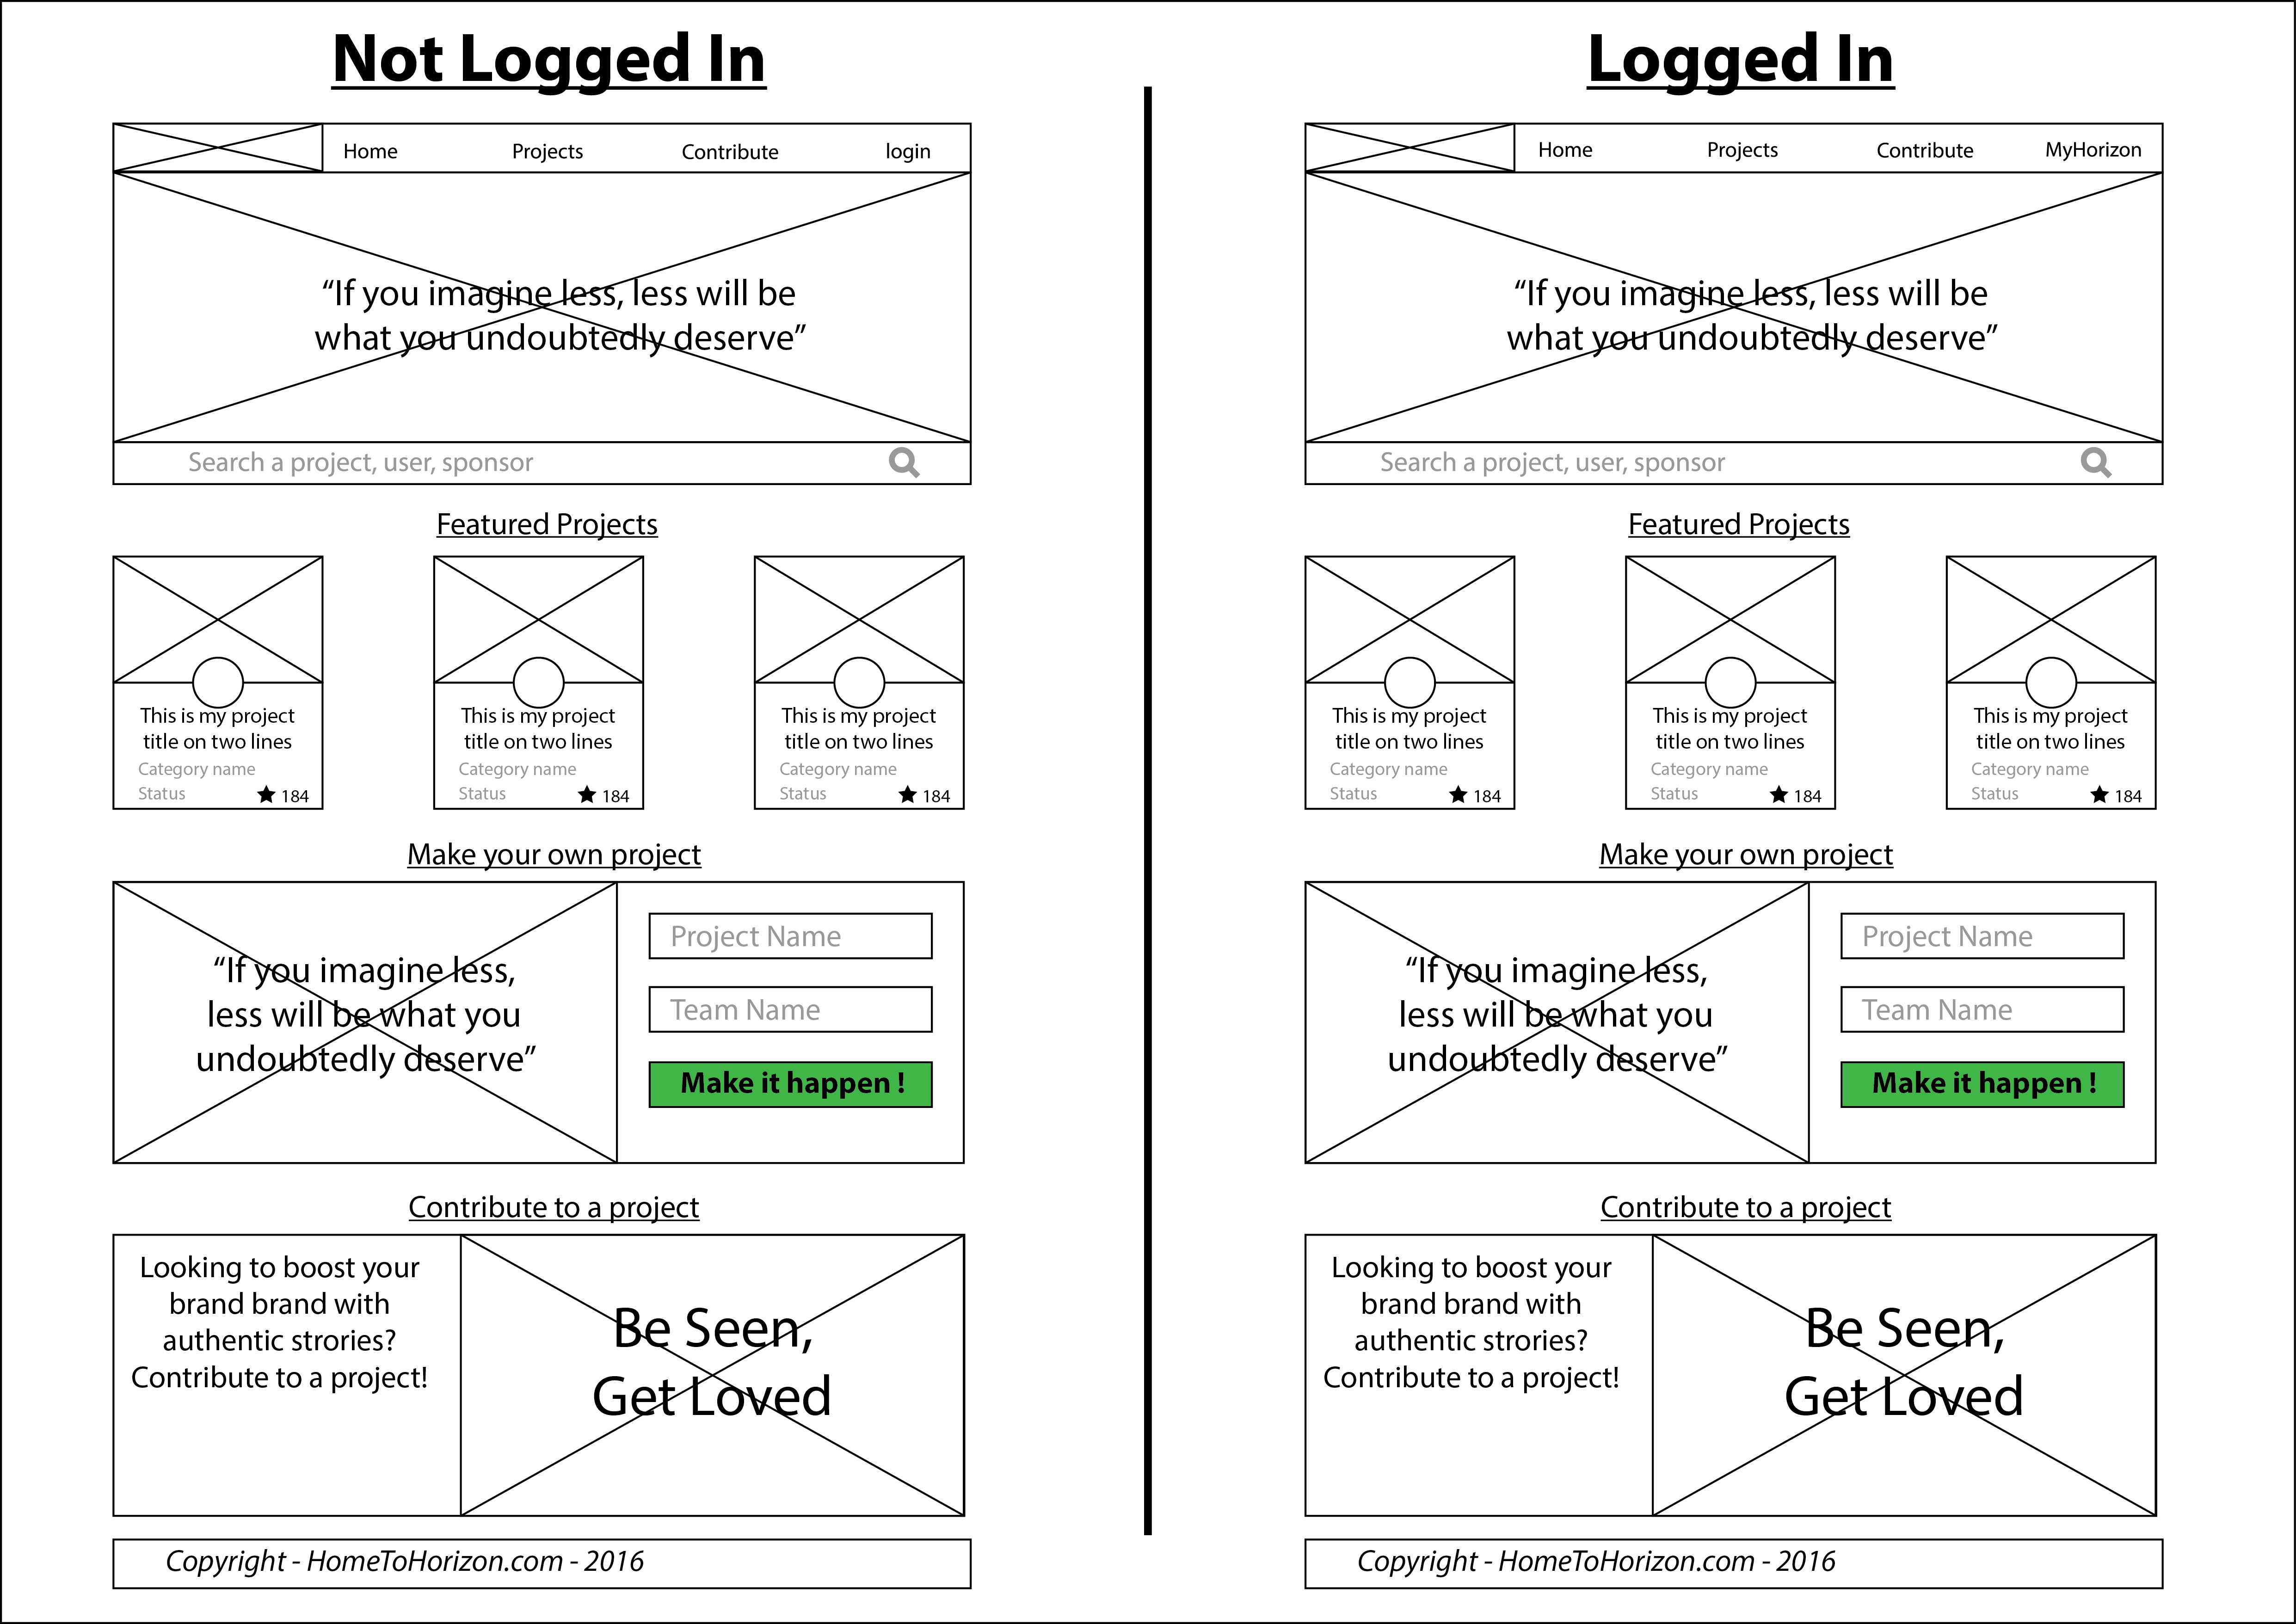 Not Logged In
Home Projects Contribute login
“If you imagine less, less will be
what you undoubtedly deserve”
Search a project, user, sponsor
Featured Projects
This is my project
title on two lines
Category name
Status ★ 184
This is my project
title on two lines
Category name
Status ★ 184
This is my project
title on two lines
Category name
Status ★ 184
Make your own project
“If you imagine less,
less will be what you
undoubtedly deserve”
Project Name
Team Name
Make it happen !
Contribute to a project
Looking to boost your
brand brand with
authentic strories?
Contribute to a project!
Be Seen,
Get Loved
Copyright - HomeToHorizon.com - 2016
Logged In
Home Projects Contribute MyHorizon
“If you imagine less, less will be
what you undoubtedly deserve”
Search a project, user, sponsor
Featured Projects
This is my project
title on two lines
Category name
Status ★ 184
This is my project
title on two lines
Category name
Status ★ 184
This is my project
title on two lines
Category name
Status ★ 184
Make your own project
“If you imagine less,
less will be what you
undoubtedly deserve”
Project Name
Team Name
Make it happen !
Contribute to a project
Looking to boost your
brand brand with
authentic strories?
Contribute to a project!
Be Seen,
Get Loved
Copyright - HomeToHorizon.com - 2016